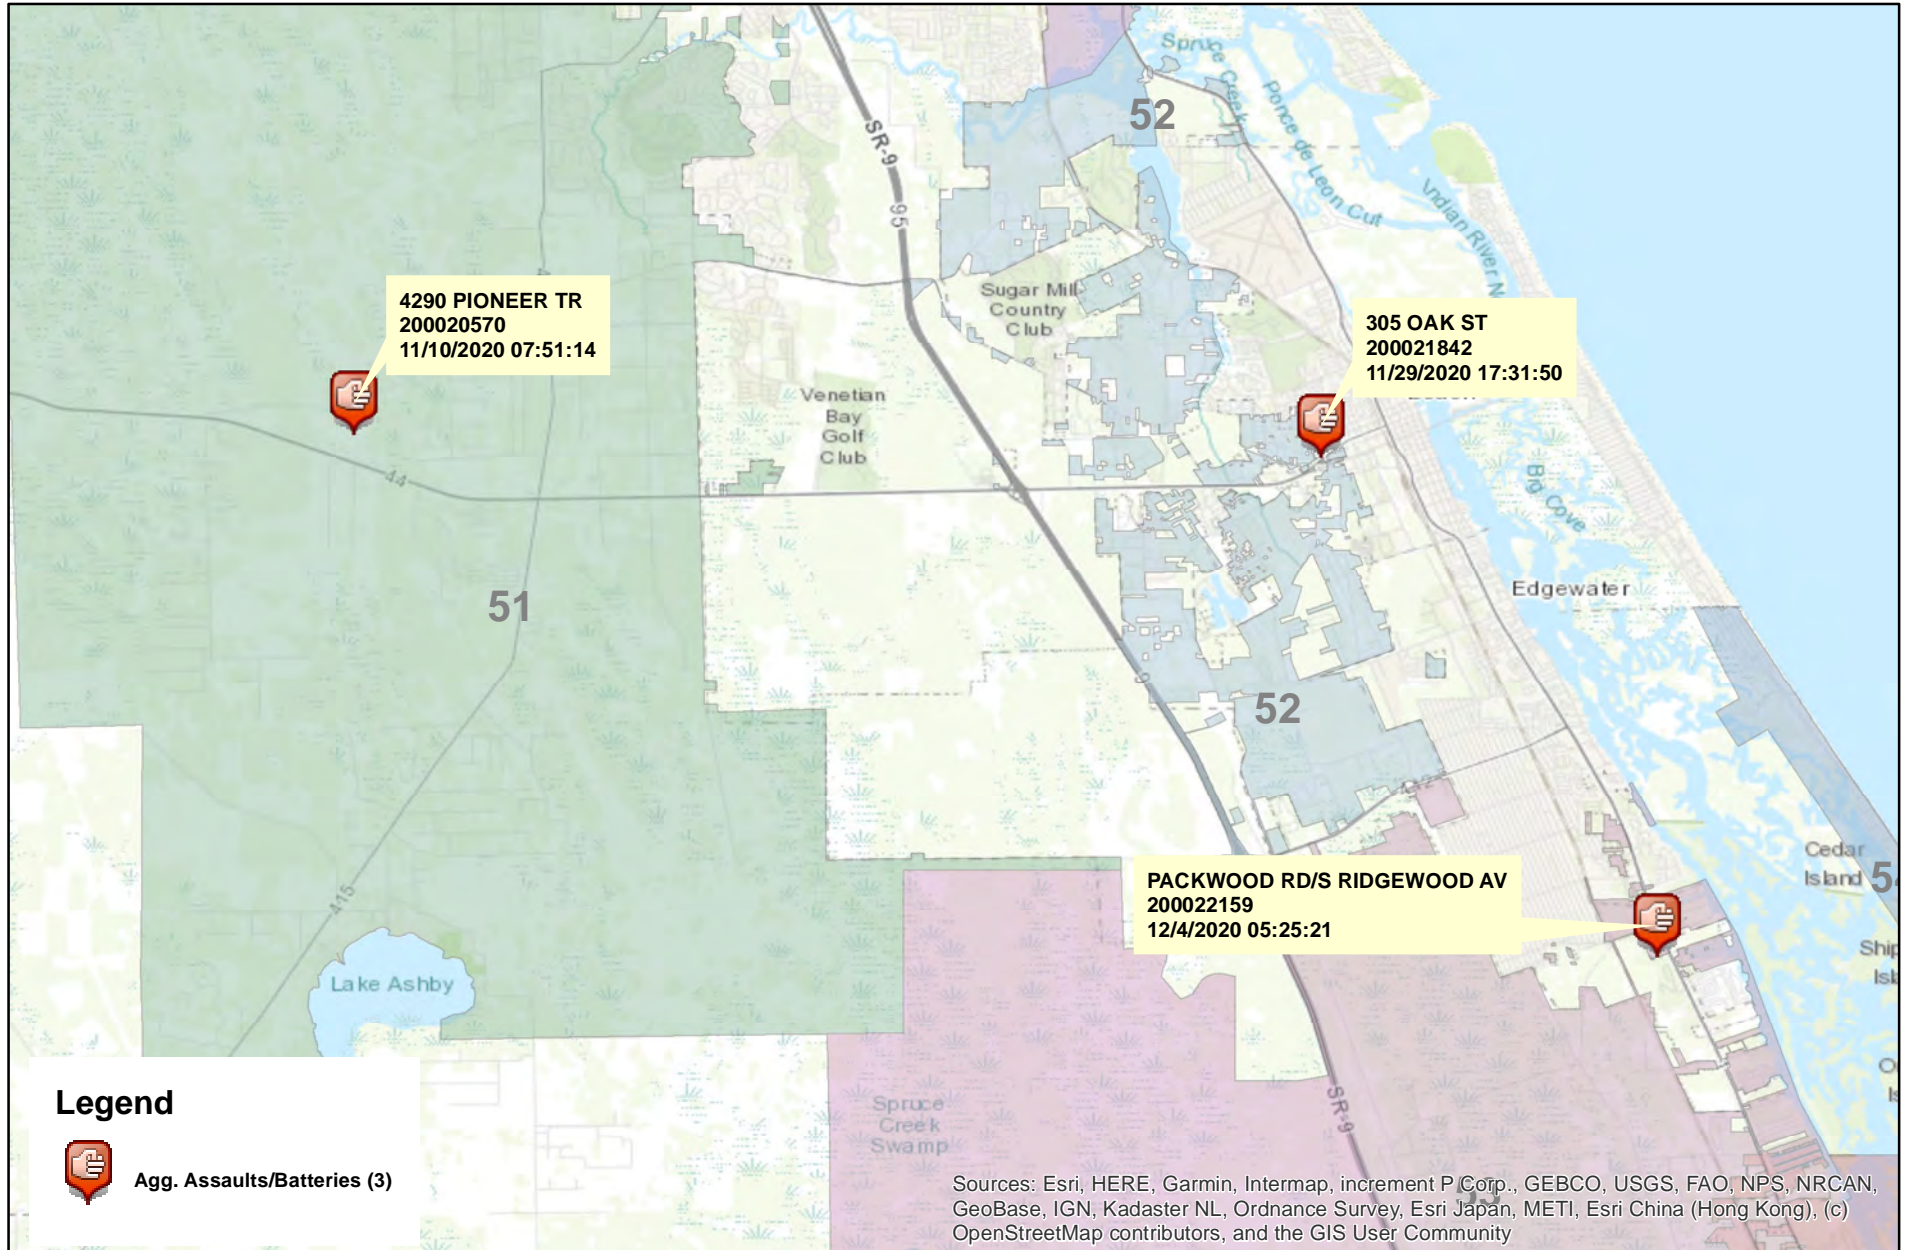 Spruce Creek
52
Ponce de Leon Cut
SR-9
95
Indian River N
4290 PIONEER TR
200020570
11/10/2020 07:51:14
Sugar Mill
Country
Club
305 OAK ST
200021842
11/29/2020 17:31:50
Venetian
Bay
Golf
Club
44
Big Cove
51
Edgewater
52
9
PACKWOOD RD/S RIDGEWOOD AV
200022159
12/4/2020 05:25:21
Cedar
Island
415
Lake Ashby
Ship
Legend
Agg. Assaults/Batteries (3)
Spruce
Creek
Swamp
SR-9
53
Sources: Esri, HERE, Garmin, Intermap, increment P Corp., GEBCO, USGS, FAO, NPS, NRCAN,
GeoBase, IGN, Kadaster NL, Ordnance Survey, Esri Japan, METI, Esri China (Hong Kong), (c)
OpenStreetMap contributors, and the GIS User Community